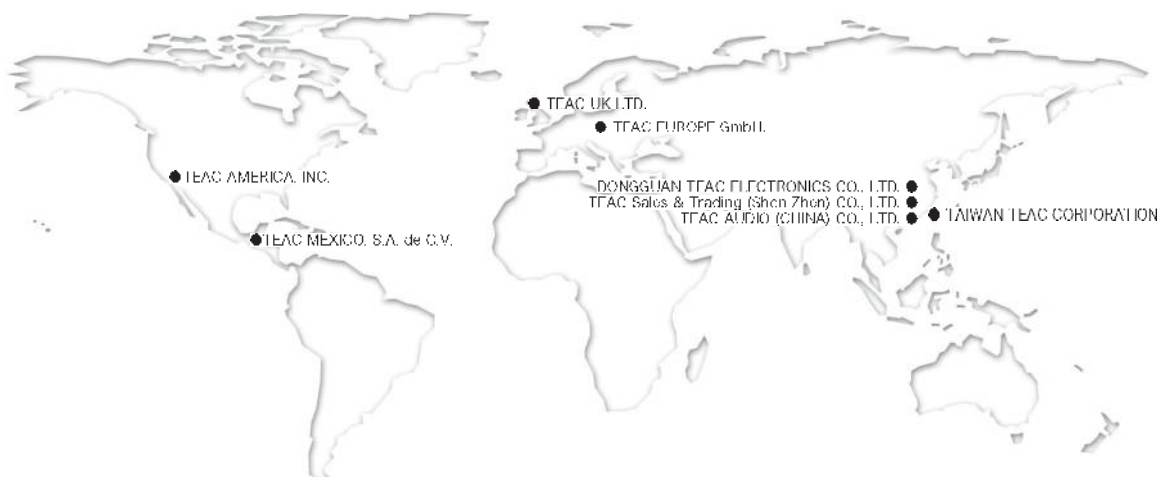 TEAC UK LTD.
TEAC EUROPE GmbH.
TEAC AMERICA, INC.
DONGGUAN TEAC ELECTRONICS CO., LTD.
TEAC Sales & Trading (Shen Zhen) CO., LTD.
TEAC AUDIO (CHINA) CO., LTD.
TAIWAN TEAC CORPORATION
TEAC MEXICO. S.A. de C.V.